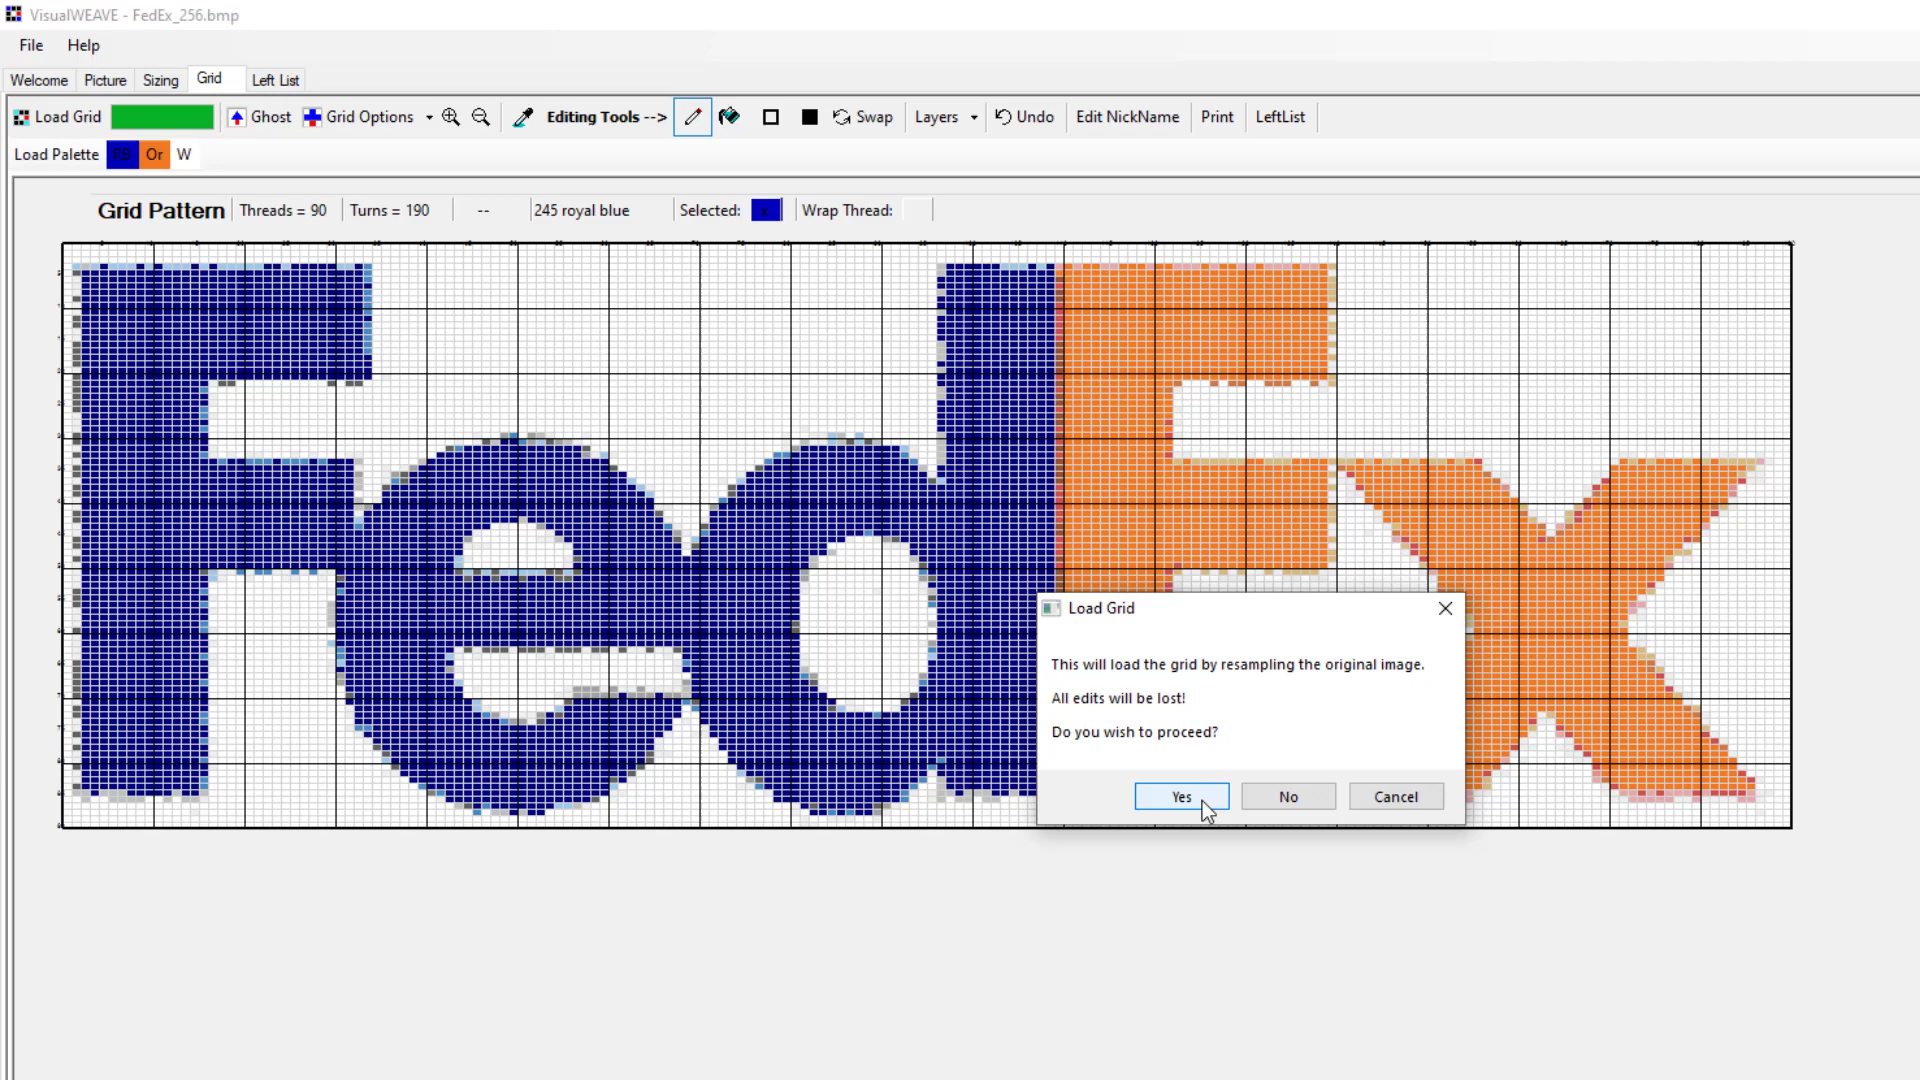 VisualWEAVE - FedEx_256.bmp
File Help
Welcome Picture Sizing Grid Left List
Load Grid Ghost Grid Options Editing Tools --> Swap Layers Undo Edit NickName Print LeftList
Load Palette RB Or W
Grid Pattern Threads = 90 Turns = 190 -- 245 royal blue Selected: Wrap Thread:
FedEx
Load Grid
This will load the grid by resampling the original image.
All edits will be lost!
Do you wish to proceed?
Yes No Cancel